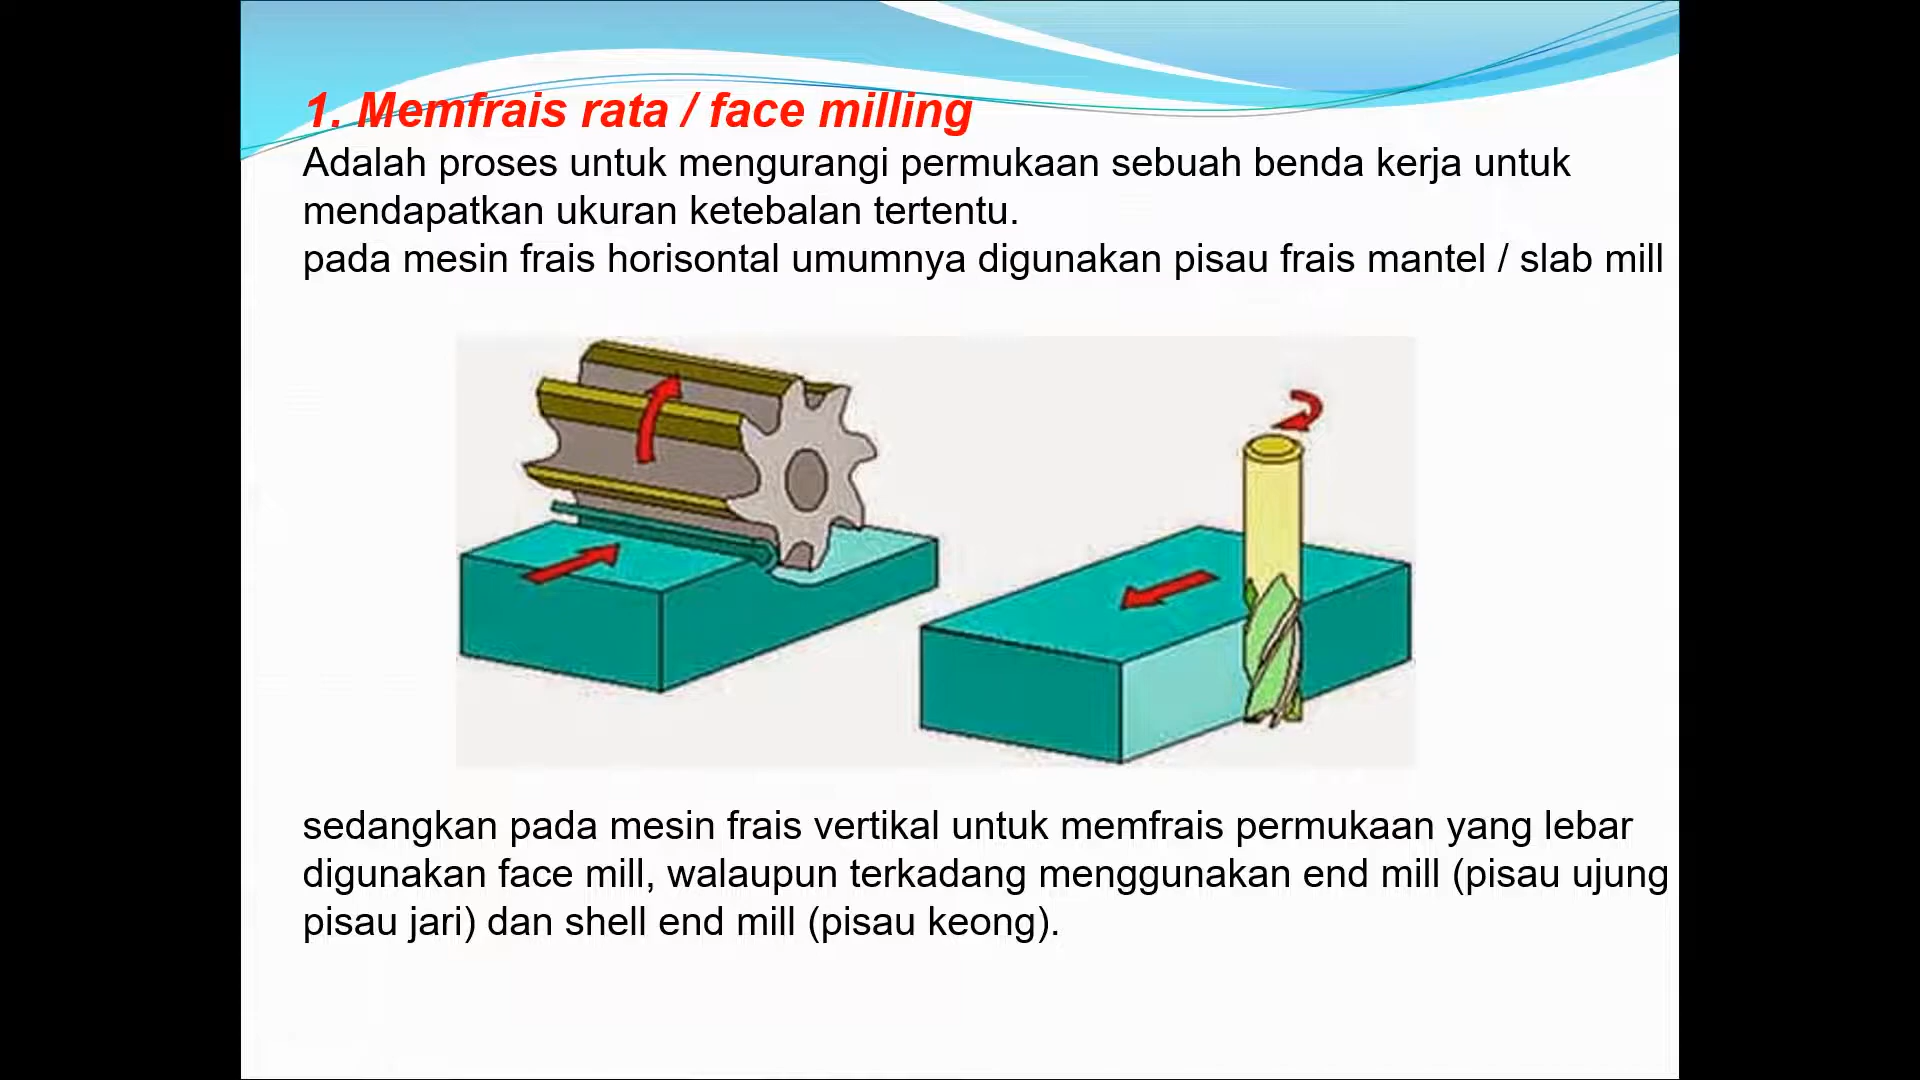 1. Memfrais rata / face milling
Adalah proses untuk mengurangi permukaan sebuah benda kerja untuk
mendapatkan ukuran ketebalan tertentu.
pada mesin frais horisontal umumnya digunakan pisau frais mantel / slab mill
sedangkan pada mesin frais vertikal untuk memfrais permukaan yang lebar
digunakan face mill, walaupun terkadang menggunakan end mill (pisau ujung
pisau jari) dan shell end mill (pisau keong).